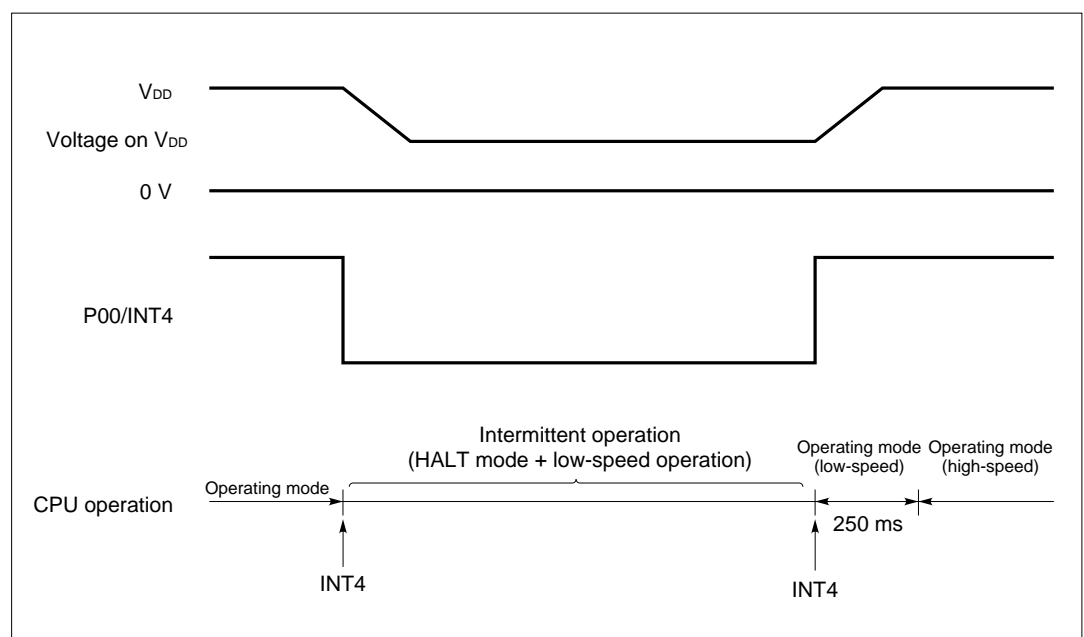 VDD
Voltage on VDD
0 V
P00/INT4
Intermittent operation
(HALT mode + low-speed operation)
Operating mode
(low-speed)
Operating mode
(high-speed)
Operating mode
CPU operation
250 ms
INT4
INT4